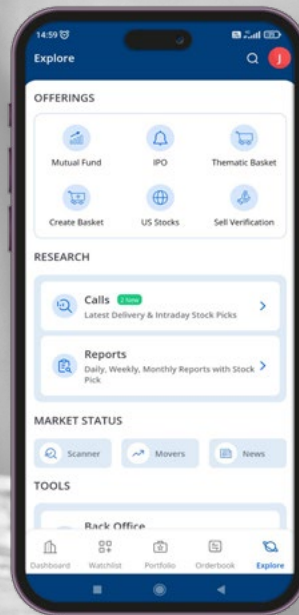 14:59
Explore
J
OFFERINGS
Mutual Fund
IPO
Thematic Basket
Create Basket
US Stocks
Sell Verification
RESEARCH
Calls 2 New
Latest Delivery & Intraday Stock Picks
Reports
Daily, Weekly, Monthly Reports with Stock
Pick
MARKET STATUS
Scanner
Movers
News
TOOLS
Back Office
Dashboard
Watchlist
Portfolio
Orderbook
Explore